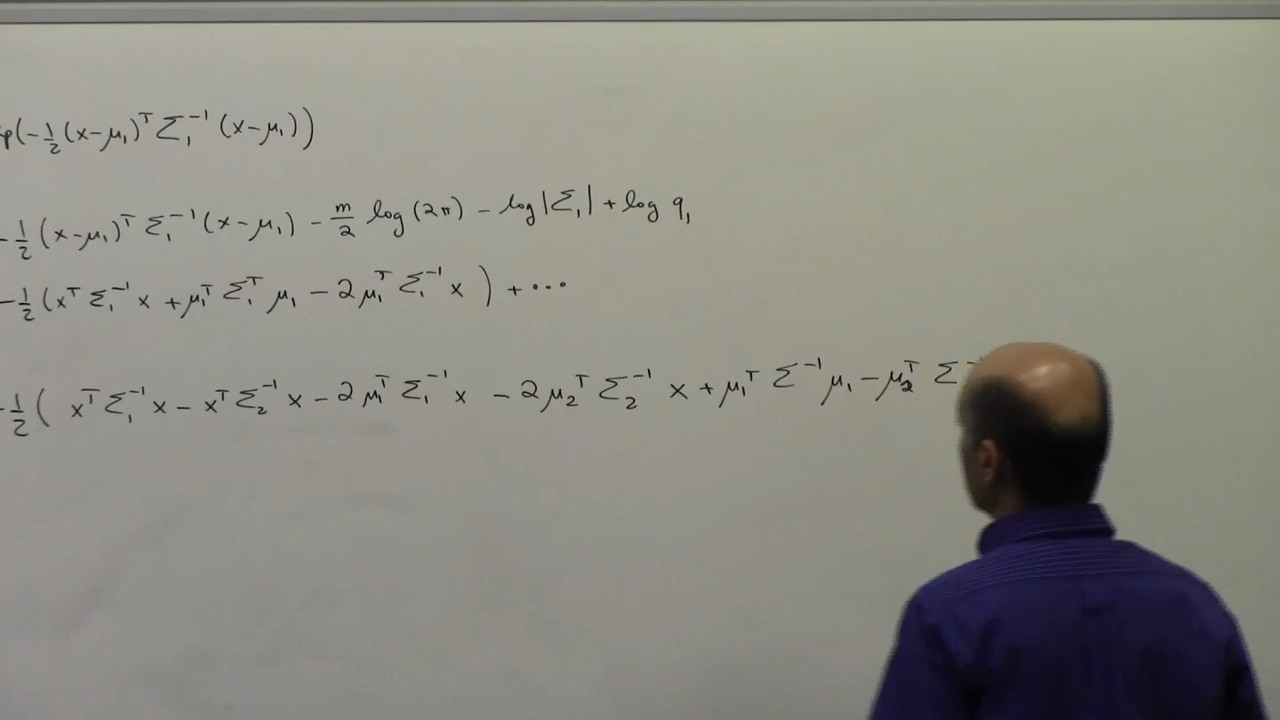 p(-½(x-μ₁)ᵀ Σ₁⁻¹ (x-μ₁))
-½(x-μ₁)ᵀ Σ₁⁻¹(x-μ₁) - m/2 log(2π) - log|Σ₁| + log q₁
-½(xᵀ Σ₁⁻¹ x + μ₁ᵀ Σ₁ᵀ μ₁ - 2μ₁ᵀ Σ₁⁻¹ x) + ⋯
-½( xᵀ Σ₁⁻¹ x - xᵀ Σ₂⁻¹ x - 2μ₁ᵀ Σ₁⁻¹ x - 2μ₂ᵀ Σ₂⁻¹ x + μ₁ᵀ Σ⁻¹ μ₁ - μ₂ᵀ Σ⁻